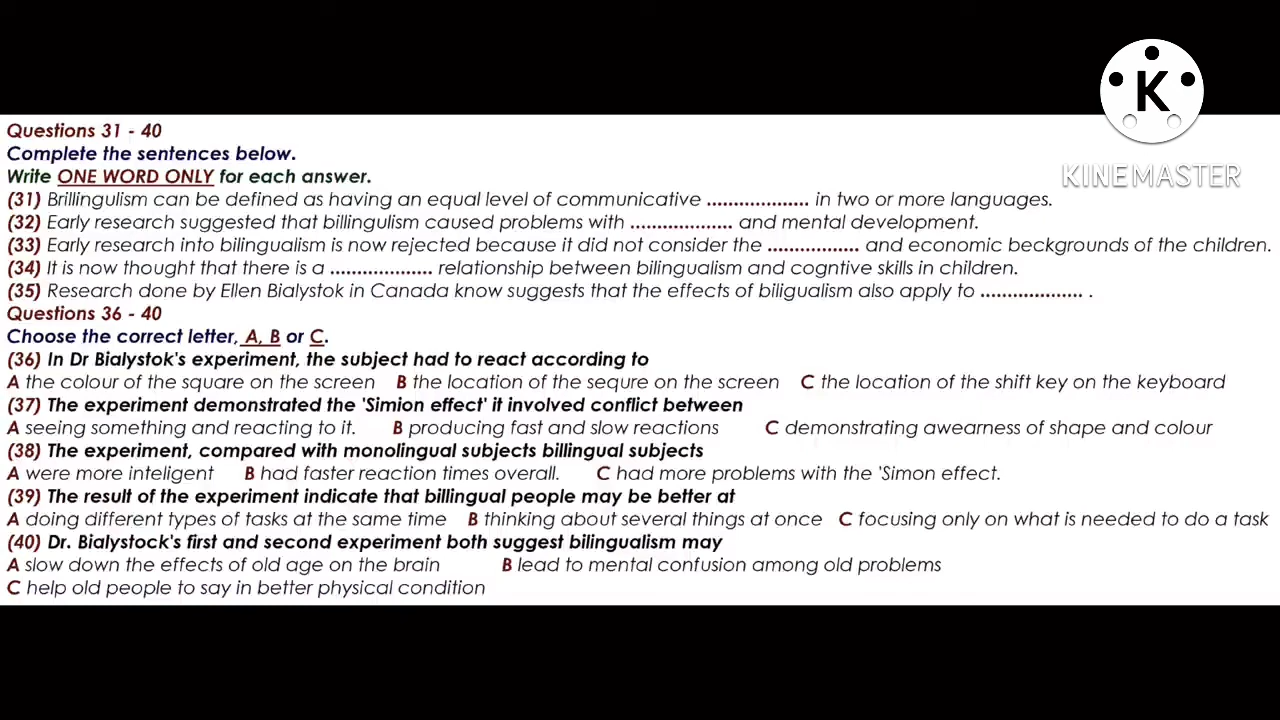 K
KINEMASTER
Questions 31 - 40
Complete the sentences below.
Write ONE WORD ONLY for each answer.
(31) Brillingulism can be defined as having an equal level of communicative ................... in two or more languages.
(32) Early research suggested that billingulism caused problems with ................... and mental development.
(33) Early research into bilingualism is now rejected because it did not consider the ................. and economic beckgrounds of the children.
(34) It is now thought that there is a ................... relationship between bilingualism and cogntive skills in children.
(35) Research done by Ellen Bialystok in Canada know suggests that the effects of biligualism also apply to ................... .
Questions 36 - 40
Choose the correct letter, A, B or C.
(36) In Dr Bialystok's experiment, the subject had to react according to
A the colour of the square on the screen B the location of the sequre on the screen C the location of the shift key on the keyboard
(37) The experiment demonstrated the 'Simion effect' it involved conflict between
A seeing something and reacting to it. B producing fast and slow reactions C demonstrating awearness of shape and colour
(38) The experiment, compared with monolingual subjects billingual subjects
A were more inteligent B had faster reaction times overall. C had more problems with the 'Simon effect.
(39) The result of the experiment indicate that billingual people may be better at
A doing different types of tasks at the same time B thinking about several things at once C focusing only on what is needed to do a task
(40) Dr. Bialystock's first and second experiment both suggest bilingualism may
A slow down the effects of old age on the brain B lead to mental confusion among old problems
C help old people to say in better physical condition